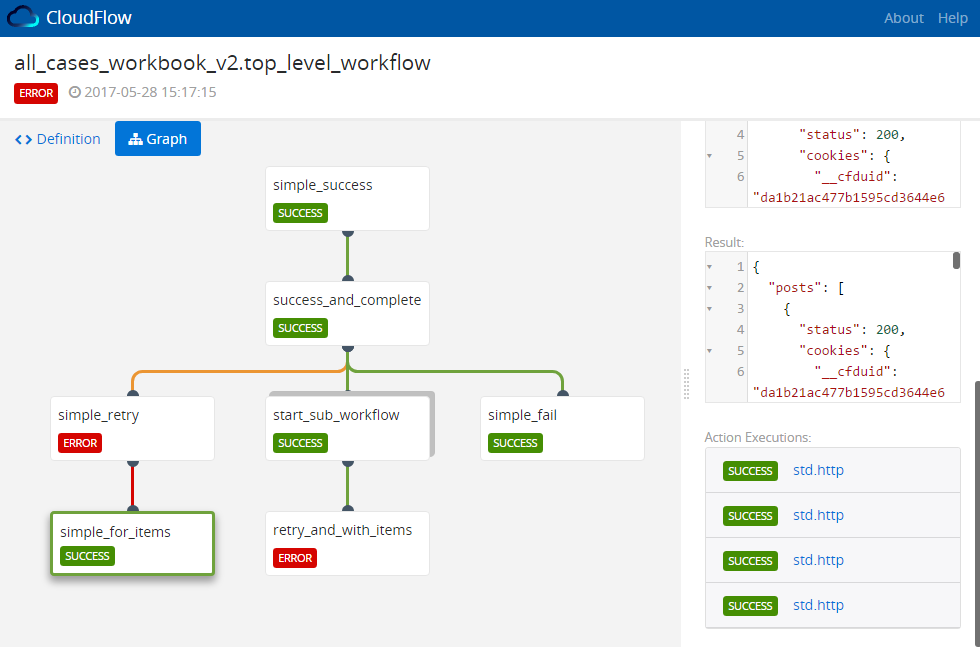 CloudFlow
About Help
all_cases_workbook_v2.top_level_workflow
ERROR 2017-05-28 15:17:15
<> Definition
Graph
simple_success
SUCCESS
success_and_complete
SUCCESS
simple_retry
ERROR
start_sub_workflow
SUCCESS
simple_fail
SUCCESS
simple_for_items
SUCCESS
retry_and_with_items
ERROR
4 "status": 200,
5 "cookies": {
6 "__cfduid":
"da1b21ac477b1595cd3644e6
Result:
1 {
2 "posts": [
3 {
4 "status": 200,
5 "cookies": {
6 "__cfduid":
"da1b21ac477b1595cd3644e6
Action Executions:
SUCCESS std.http
SUCCESS std.http
SUCCESS std.http
SUCCESS std.http